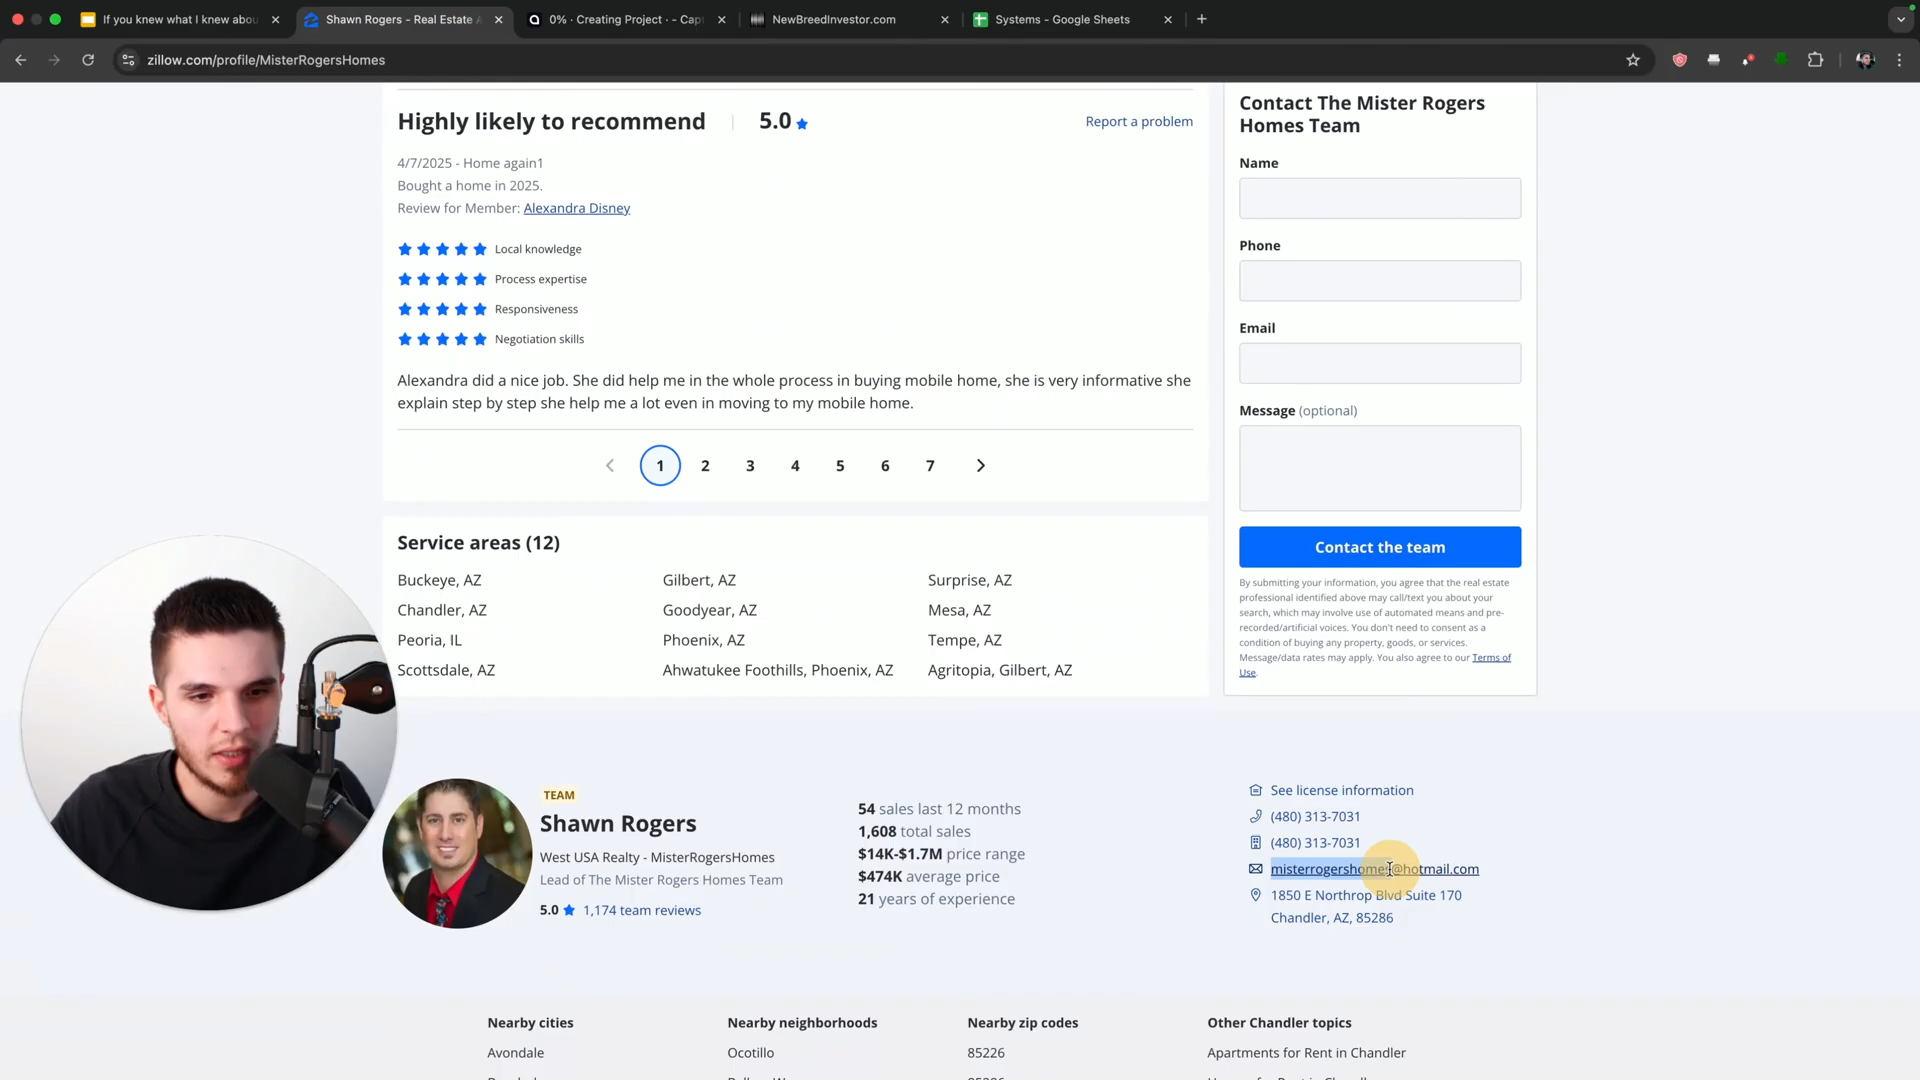 If you knew what I knew abou
Shawn Rogers - Real Estate A
0% · Creating Project · - Cap
NewBreedInvestor.com
Systems - Google Sheets
zillow.com/profile/MisterRogersHomes
Highly likely to recommend
5.0
Report a problem
4/7/2025 - Home again1
Bought a home in 2025.
Review for Member: Alexandra Disney
Local knowledge
Process expertise
Responsiveness
Negotiation skills
Alexandra did a nice job. She did help me in the whole process in buying mobile home, she is very informative she
explain step by step she help me a lot even in moving to my mobile home.
1 2 3 4 5 6 7
Service areas (12)
Buckeye, AZ
Gilbert, AZ
Surprise, AZ
Chandler, AZ
Goodyear, AZ
Mesa, AZ
Peoria, IL
Phoenix, AZ
Tempe, AZ
Scottsdale, AZ
Ahwatukee Foothills, Phoenix, AZ
Agritopia, Gilbert, AZ
Contact The Mister Rogers
Homes Team
Name
Phone
Email
Message (optional)
Contact the team
By submitting your information, you agree that the real estate
professional identified above may call/text you about your
search, which may involve use of automated means and pre-
recorded/artificial voices. You don't need to consent as a
condition of buying any property, goods, or services.
Message/data rates may apply. You also agree to our Terms of
Use.
TEAM
Shawn Rogers
West USA Realty - MisterRogersHomes
Lead of The Mister Rogers Homes Team
5.0 1,174 team reviews
54 sales last 12 months
1,608 total sales
$14K-$1.7M price range
$474K average price
21 years of experience
See license information
(480) 313-7031
(480) 313-7031
misterrogershomes@hotmail.com
1850 E Northrop Blvd Suite 170
Chandler, AZ, 85286
Nearby cities
Nearby neighborhoods
Nearby zip codes
Other Chandler topics
Avondale
Ocotillo
85226
Apartments for Rent in Chandler